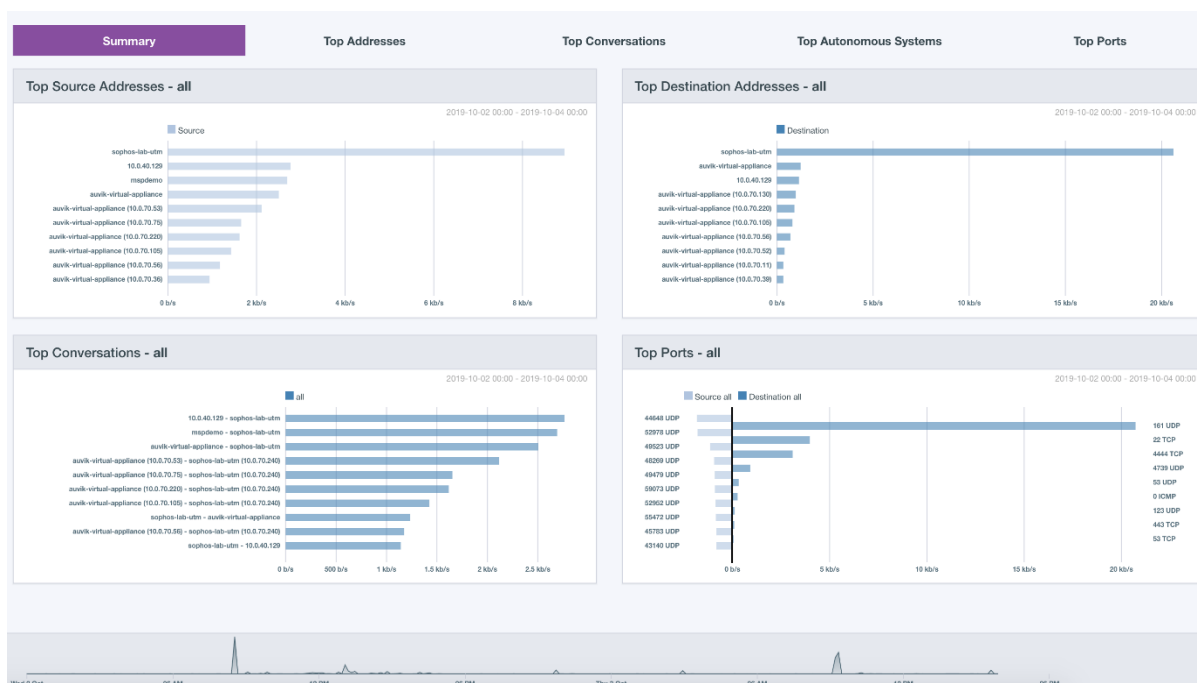 Summary
Top Addresses
Top Conversations
Top Autonomous Systems
Top Ports
Top Source Addresses - all
2019-10-02 00:00 - 2019-10-04 00:00
Source
sophos-lab-utm
10.0.40.129
mspdemo
auvik-virtual-appliance
auvik-virtual-appliance (10.0.70.53)
auvik-virtual-appliance (10.0.70.75)
auvik-virtual-appliance (10.0.70.220)
auvik-virtual-appliance (10.0.70.105)
auvik-virtual-appliance (10.0.70.56)
auvik-virtual-appliance (10.0.70.36)
0 b/s 2 kb/s 4 kb/s 6 kb/s 8 kb/s
Top Destination Addresses - all
2019-10-02 00:00 - 2019-10-04 00:00
Destination
sophos-lab-utm
auvik-virtual-appliance
10.0.40.129
auvik-virtual-appliance (10.0.70.130)
auvik-virtual-appliance (10.0.70.220)
auvik-virtual-appliance (10.0.70.105)
auvik-virtual-appliance (10.0.70.56)
auvik-virtual-appliance (10.0.70.52)
auvik-virtual-appliance (10.0.70.11)
auvik-virtual-appliance (10.0.70.39)
0 b/s 5 kb/s 10 kb/s 15 kb/s 20 kb/s
Top Conversations - all
2019-10-02 00:00 - 2019-10-04 00:00
all
10.0.40.129 - sophos-lab-utm
mspdemo - sophos-lab-utm
auvik-virtual-appliance - sophos-lab-utm
auvik-virtual-appliance (10.0.70.53) - sophos-lab-utm (10.0.70.240)
auvik-virtual-appliance (10.0.70.75) - sophos-lab-utm (10.0.70.240)
auvik-virtual-appliance (10.0.70.220) - sophos-lab-utm (10.0.70.240)
auvik-virtual-appliance (10.0.70.105) - sophos-lab-utm (10.0.70.240)
sophos-lab-utm - auvik-virtual-appliance
auvik-virtual-appliance (10.0.70.56) - sophos-lab-utm (10.0.70.240)
sophos-lab-utm - 10.0.40.129
0 b/s 500 b/s 1 kb/s 1.5 kb/s 2 kb/s 2.5 kb/s
Top Ports - all
2019-10-02 00:00 - 2019-10-04 00:00
Source all Destination all
44648 UDP
52978 UDP
49523 UDP
48269 UDP
49479 UDP
59073 UDP
52952 UDP
55472 UDP
45783 UDP
43140 UDP
161 UDP
22 TCP
4444 TCP
4739 UDP
53 UDP
0 ICMP
123 UDP
443 TCP
53 TCP
0 b/s 5 kb/s 10 kb/s 15 kb/s 20 kb/s